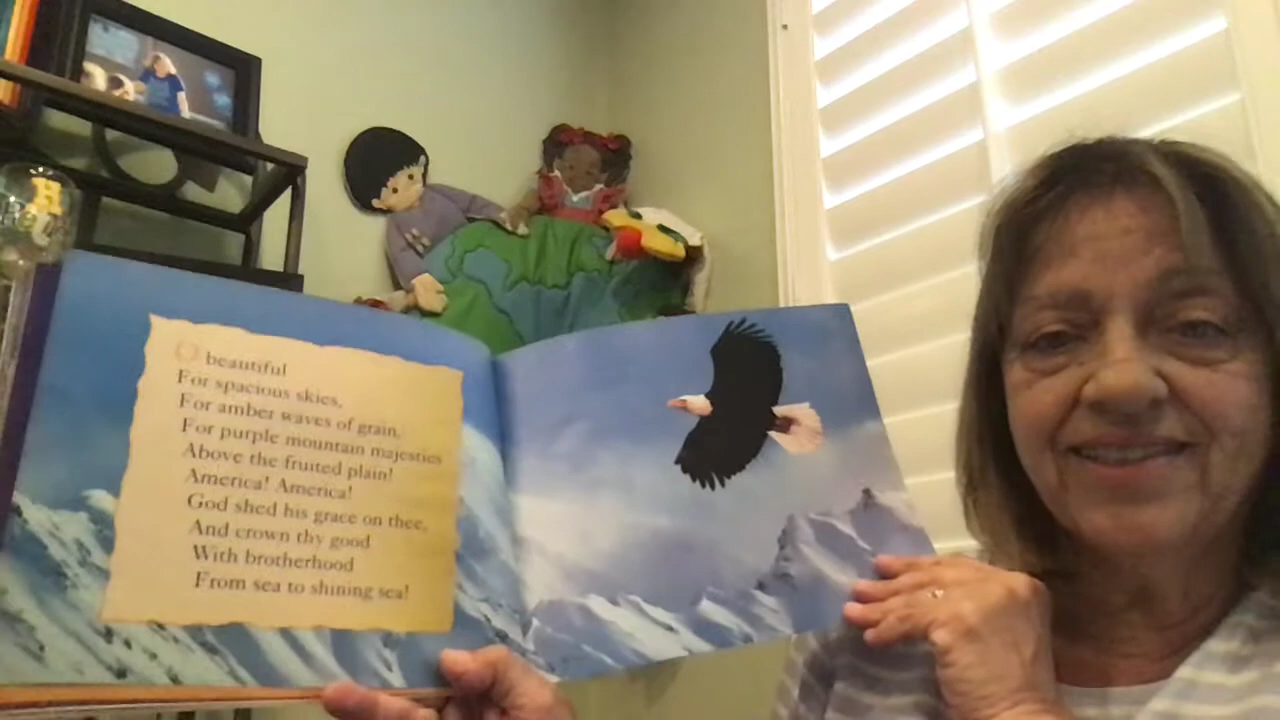 O beautiful
For spacious skies,
For amber waves of grain,
For purple mountain majesties
Above the fruited plain!
America! America!
God shed his grace on thee,
And crown thy good
With brotherhood
From sea to shining sea!